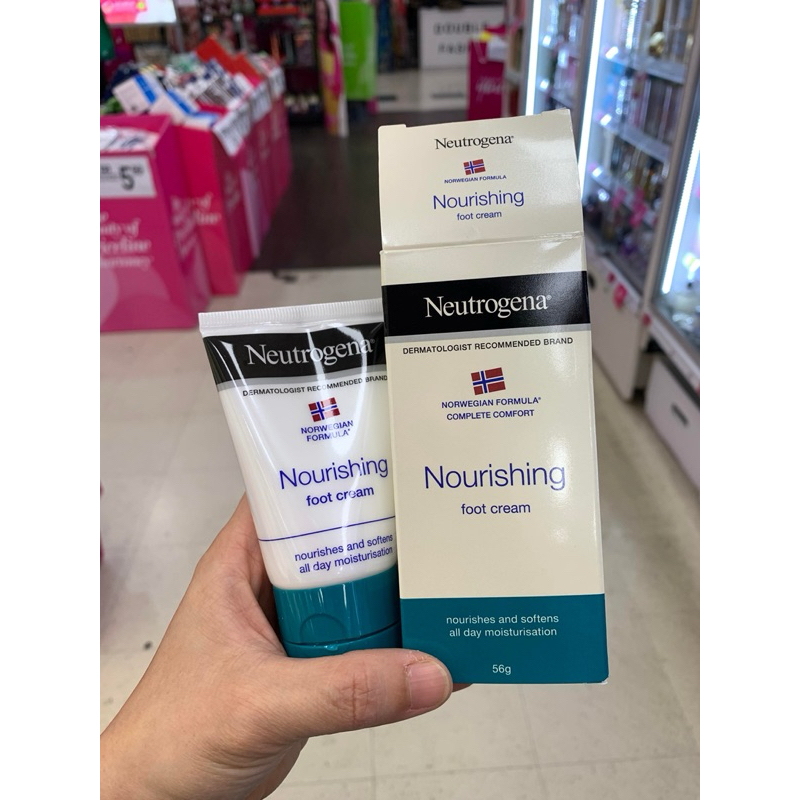 DOUBLE
5
Neutrogena®
NORWEGIAN FORMULA
Nourishing
foot cream
Neutrogena®
DERMATOLOGIST RECOMMENDED BRAND
NORWEGIAN FORMULA®
COMPLETE COMFORT
Nourishing
foot cream
nourishes and softens
all day moisturisation
56g
Neutrogena®
DERMATOLOGIST RECOMMENDED BRAND
NORWEGIAN
FORMULA®
Nourishing
foot cream
nourishes and softens
all day moisturisation